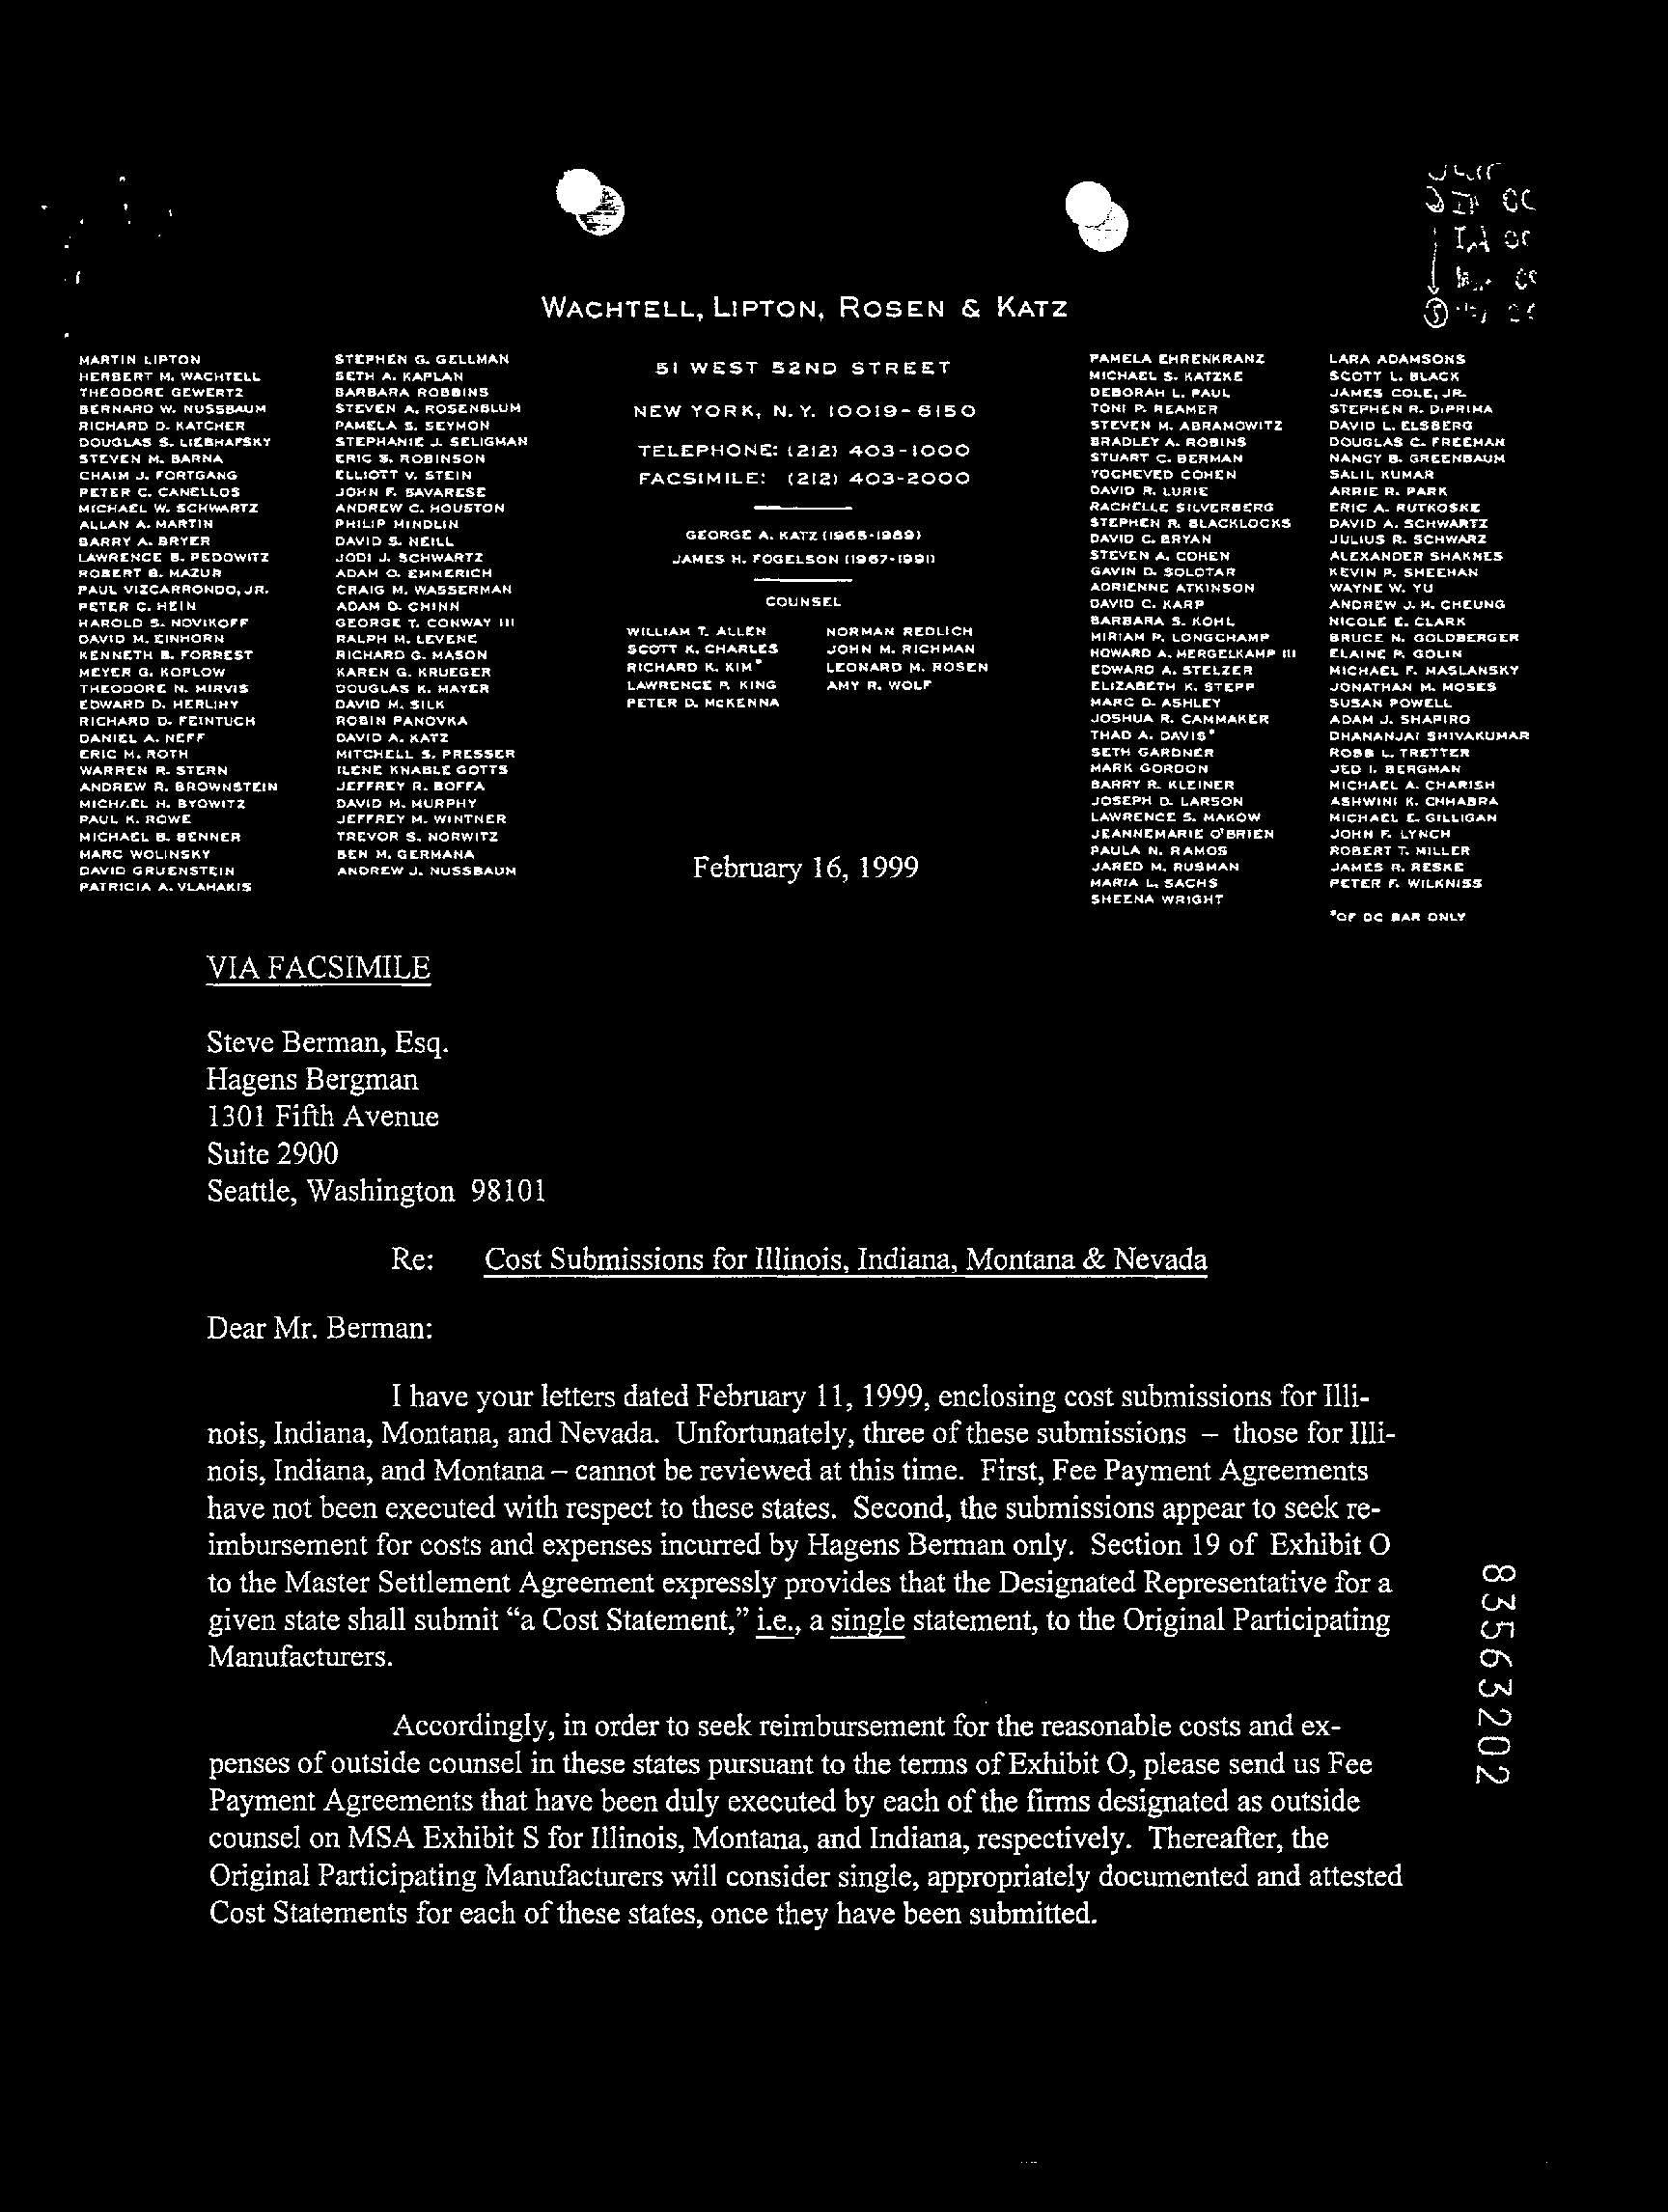 WACHTELL, LIPTON, ROSEN & KATZ
MARTIN LIPTON
HERBERT M. WACHTELL
THEODORE GEWERTZ
BERNARD W. NUSSBAUM
RICHARD D. KATCHER
DOUGLAS S. LIEBHAFSKY
STEVEN M. BARNA
CHAIM J. FORTGANG
PETER C. CANELLOS
MICHAEL W. SCHWARTZ
ALLAN A. MARTIN
BARRY A. BRYER
LAWRENCE B. PEDOWITZ
ROBERT B. MAZUR
PAUL VIZCARRONDO, JR.
PETER C. HEIN
HAROLD S. NOVIKOFF
DAVID M. EINHORN
KENNETH B. FORREST
MEYER G. KOPLOW
THEODORE N. MIRVIS
EDWARD D. HERLIHY
RICHARD D. FEINTUCH
DANIEL A. NEFF
ERIC M. ROTH
WARREN R. STERN
ANDREW R. BROWNSTEIN
MICHAEL H. BYOWITZ
PAUL K. ROWE
MICHAEL B. BENNER
MARC WOLINSKY
DAVID GRUENSTEIN
PATRICIA A. VLAHAKIS
STEPHEN G. GELLMAN
SETH A. KAPLAN
BARBARA ROBBINS
STEVEN A. ROSENBLUM
PAMELA S. SEYMON
STEPHANIE J. SELIGMAN
ERIC S. ROBINSON
ELLIOTT V. STEIN
JOHN F. SAVARESE
ANDREW C. HOUSTON
PHILIP MINDLIN
DAVID S. NEILL
JODI J. SCHWARTZ
ADAM O. EMMERICH
CRAIG M. WASSERMAN
ADAM D. CHINN
GEORGE T. CONWAY III
RALPH M. LEVENE
RICHARD G. MASON
KAREN G. KRUEGER
DOUGLAS K. MAYER
DAVID M. SILK
ROBIN PANOVKA
DAVID A. KATZ
MITCHELL S. PRESSER
ILENE KNABLE GOTTS
JEFFREY R. BOFFA
DAVID M. MURPHY
JEFFREY M. WINTNER
TREVOR S. NORWITZ
BEN M. GERMANA
ANDREW J. NUSSBAUM
51 WEST 52ND STREET
NEW YORK, N.Y. 10019-6150
TELEPHONE: (212) 403-1000
FACSIMILE: (212) 403-2000
GEORGE A. KATZ (1965-1989)
JAMES H. FOGELSON (1967-1991)
COUNSEL
WILLIAM T. ALLEN
SCOTT K. CHARLES
RICHARD K. KIM*
LAWRENCE P. KING
PETER D. McKENNA
NORMAN REDLICH
JOHN M. RICHMAN
LEONARD M. ROSEN
AMY R. WOLF
PAMELA EHRENKRANZ
MICHAEL S. KATZKE
DEBORAH L. PAUL
TONI P. REAMER
STEVEN M. ABRAMOWITZ
BRADLEY A. ROBINS
STUART C. BERMAN
YOCHEVED COHEN
DAVID R. LURIE
RACHELLE SILVERBERG
STEPHEN R. BLACKLOCKS
DAVID C. BRYAN
STEVEN A. COHEN
GAVIN D. SOLOTAR
ADRIENNE ATKINSON
DAVID C. KARP
BARBARA S. KOHL
MIRIAM P. LONGCHAMP
HOWARD A. MERGELKAMP III
EDWARD A. STELZER
ELIZABETH K. STEPP
MARC D. ASHLEY
JOSHUA R. CAMMAKER
THAD A. DAVIS*
SETH GARDNER
MARK GORDON
BARRY R. KLEINER
JOSEPH D. LARSON
LAWRENCE S. MAKOW
JEANNEMARIE O'BRIEN
PAULA N. RAMOS
JARED M. RUSMAN
MARIA L. SACHS
SHEENA WRIGHT
LARA ADAMSONS
SCOTT L. BLACK
JAMES COLE, JR.
STEPHEN R. DiPRIMA
DAVID L. ELSBERG
DOUGLAS C. FREEMAN
NANCY B. GREENBAUM
SALIL KUMAR
ARRIE R. PARK
ERIC A. RUTKOSKE
DAVID A. SCHWARTZ
JULIUS R. SCHWARZ
ALEXANDER SHAKNES
KEVIN P. SHEEHAN
WAYNE W. YU
ANDREW J. H. CHEUNG
NICOLE E. CLARK
BRUCE N. GOLDBERGER
ELAINE P. GOLIN
MICHAEL F. MASLANSKY
JONATHAN M. MOSES
SUSAN POWELL
ADAM J. SHAPIRO
DHANANJAI SHIVAKUMAR
ROBB L. TRETTER
JED I. BERGMAN
MICHAEL A. CHARISH
ASHWINI K. CHHABRA
MICHAEL E. GILLIGAN
JOHN F. LYNCH
ROBERT T. MILLER
JAMES R. RESKE
PETER F. WILKNISS
*OF DC BAR ONLY
February 16, 1999
VIA FACSIMILE
Steve Berman, Esq.
Hagens Bergman
1301 Fifth Avenue
Suite 2900
Seattle, Washington 98101
Re: Cost Submissions for Illinois, Indiana, Montana & Nevada
Dear Mr. Berman:
I have your letters dated February 11, 1999, enclosing cost submissions for Illi-
nois, Indiana, Montana, and Nevada. Unfortunately, three of these submissions – those for Illi-
nois, Indiana, and Montana – cannot be reviewed at this time. First, Fee Payment Agreements
have not been executed with respect to these states. Second, the submissions appear to seek re-
imbursement for costs and expenses incurred by Hagens Berman only. Section 19 of Exhibit O
to the Master Settlement Agreement expressly provides that the Designated Representative for a
given state shall submit “a Cost Statement,” i.e., a single statement, to the Original Participating
Manufacturers.
Accordingly, in order to seek reimbursement for the reasonable costs and ex-
penses of outside counsel in these states pursuant to the terms of Exhibit O, please send us Fee
Payment Agreements that have been duly executed by each of the firms designated as outside
counsel on MSA Exhibit S for Illinois, Montana, and Indiana, respectively. Thereafter, the
Original Participating Manufacturers will consider single, appropriately documented and attested
Cost Statements for each of these states, once they have been submitted.
83563202